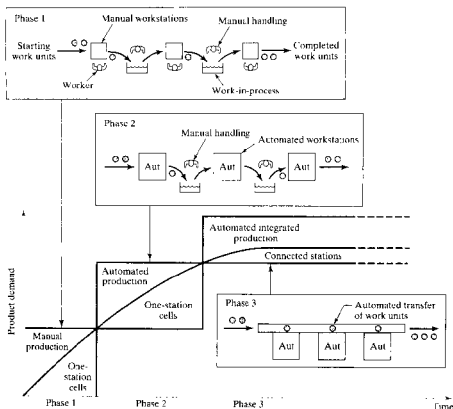 Phase 1
Manual workstations
Manual handling
Starting
work units
Completed
work units
Worker
Work-in-process
Phase 2
Manual handling
Automated workstations
Aut
Aut
Aut
Automated integrated
production
Connected stations
Automated
production
One-station
cells
Product demand
Manual
production
One-
station
cells
Phase 3
Automated transfer
of work units
Aut
Aut
Aut
Phase 1
Phase 2
Phase 3
Time